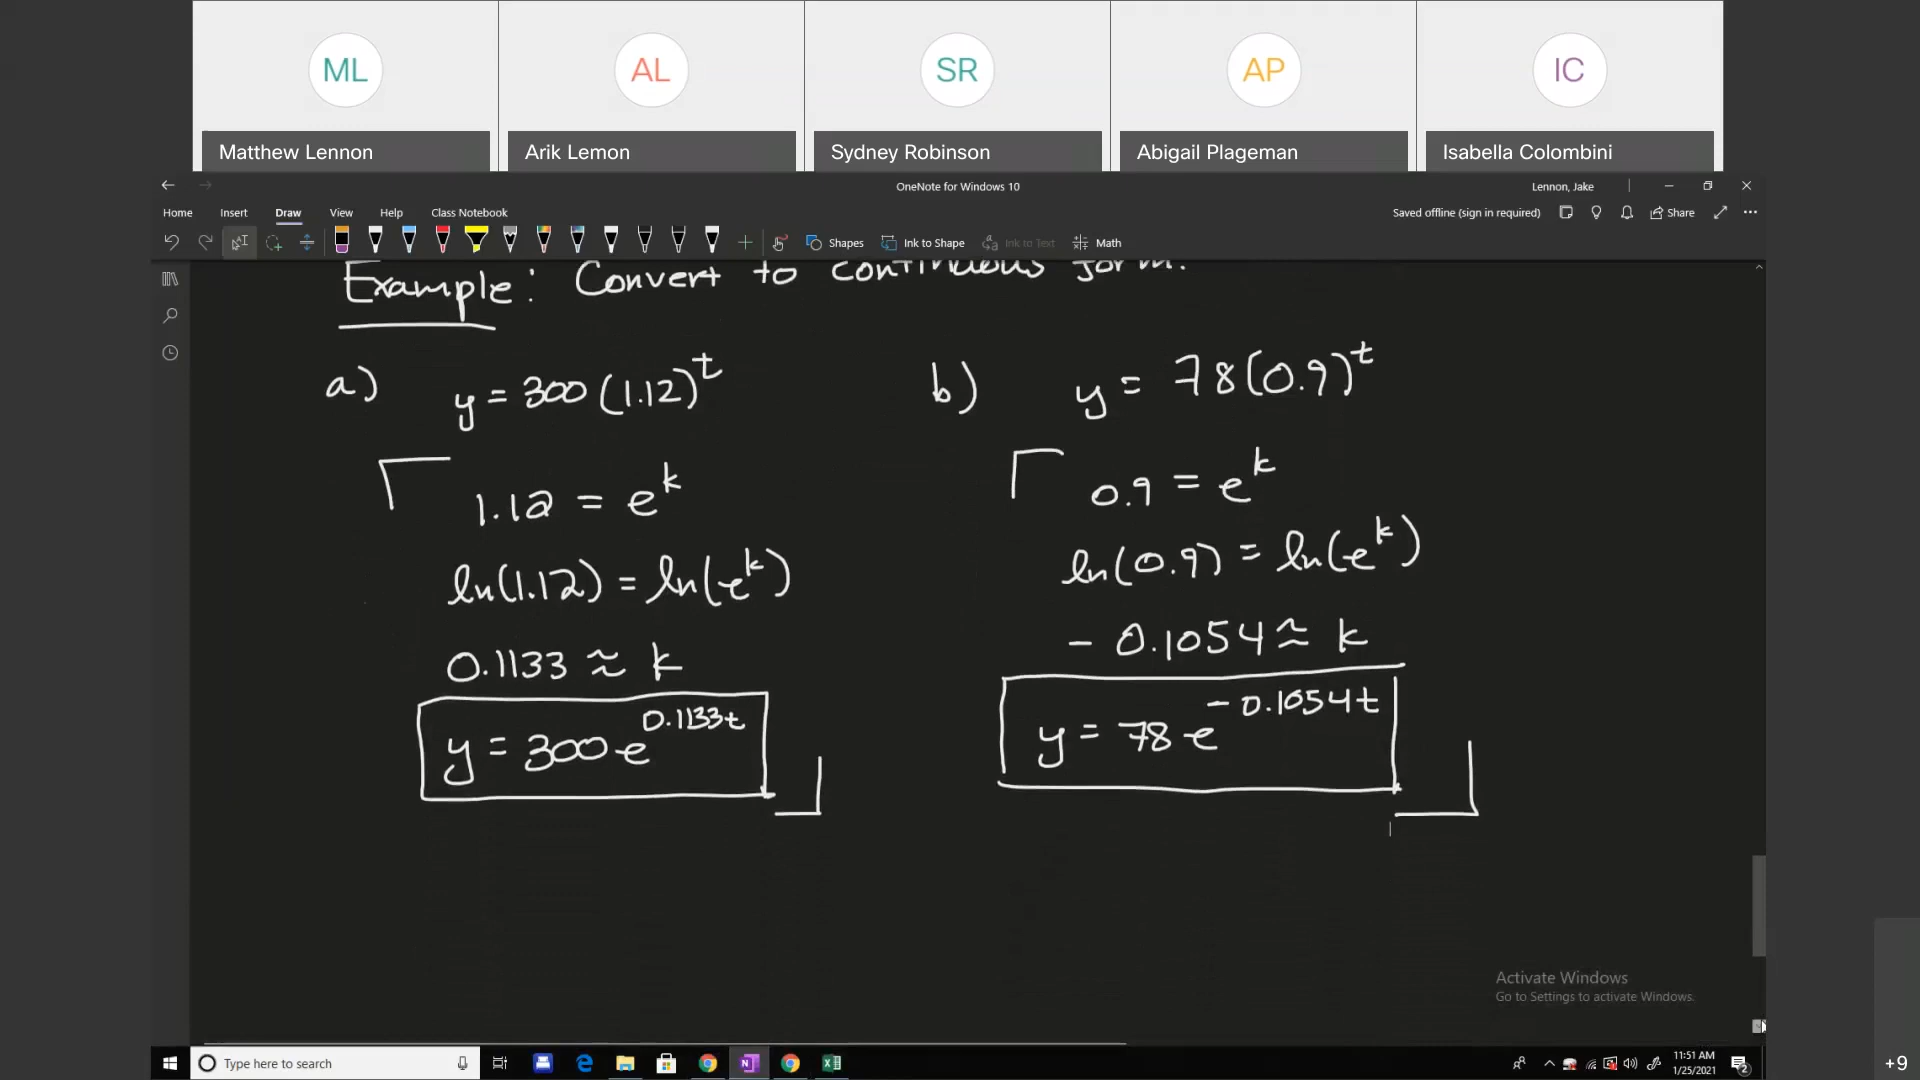 ML AL SR AP IC
Matthew Lennon Arik Lemon Sydney Robinson Abigail Plageman Isabella Colombini
OneNote for Windows 10 Lennon, Jake
Home Insert Draw View Help Class Notebook Saved offline (sign in required) Share
Shapes Ink to Shape Ink to Text Math
Example: Convert to continuous form.
a) y = 300(1.12)^t
b) y = 78(0.9)^t
1.12 = e^k
0.9 = e^k
ln(1.12) = ln(e^k)
ln(0.9) = ln(e^k)
0.1133 ≈ k
-0.1054 ≈ k
y = 300e^0.1133t
y = 78e^-0.1054t
Activate Windows
Go to Settings to activate Windows.
Type here to search
11:51 AM
1/25/2021
2
+9